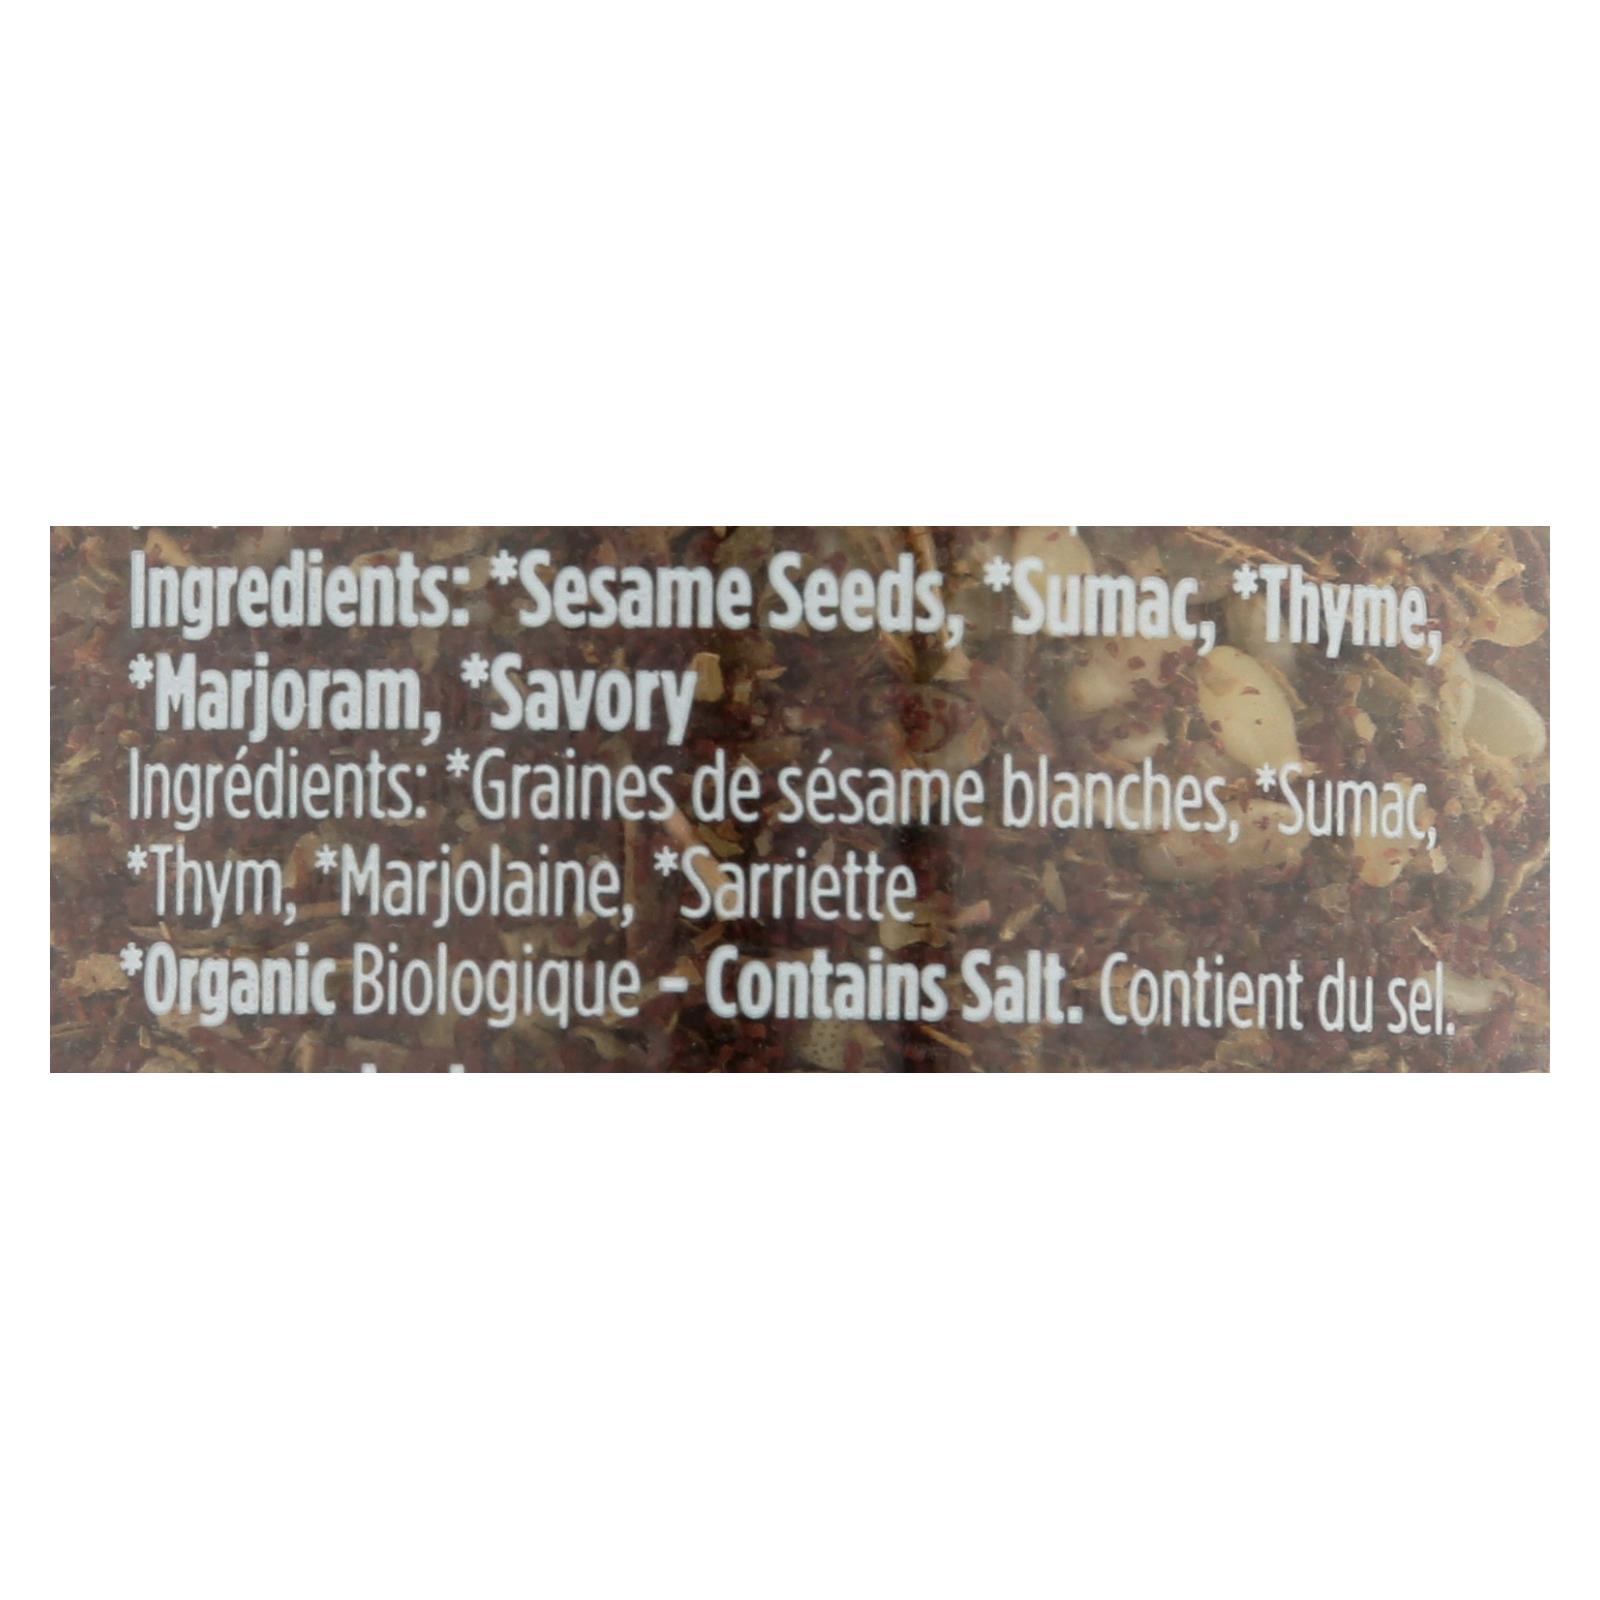 Ingredients: *Sesame Seeds, *Sumac, *Thyme,
*Marjoram, *Savory
Ingrédients: *Graines de sésame blanches, *Sumac,
*Thym, *Marjolaine, *Sarriette
*Organic Biologique – Contains Salt. Contient du sel.